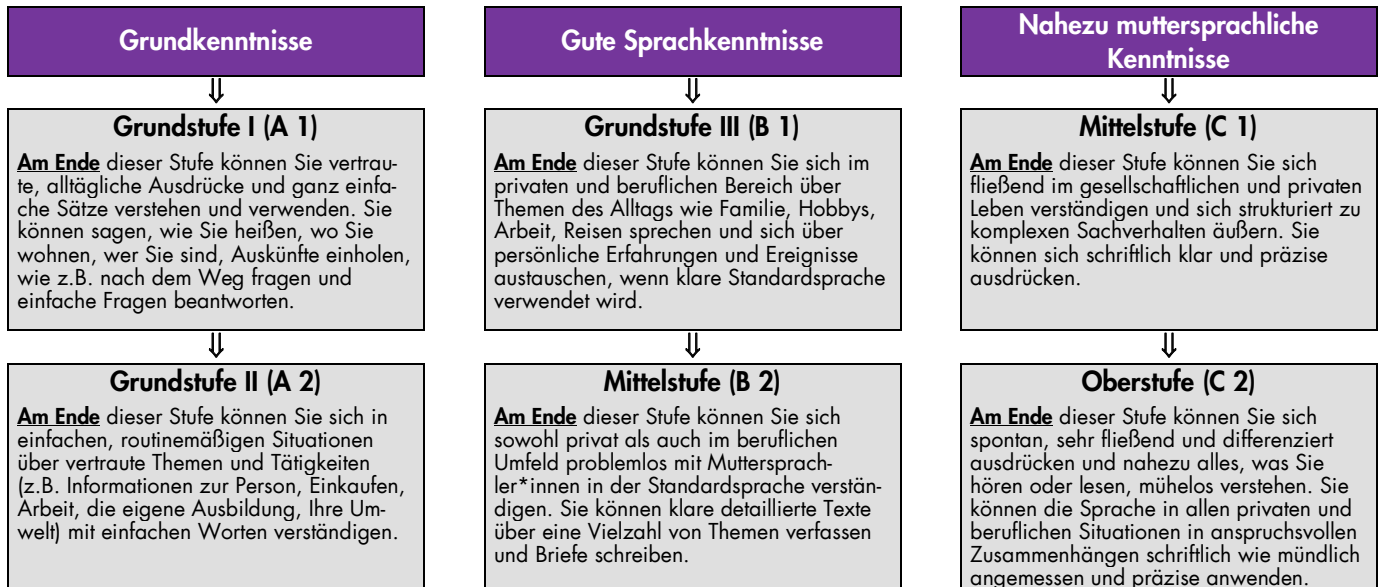 Grundkenntnisse
⇓
Grundstufe I (A 1)
Am Ende dieser Stufe können Sie vertrau-
te, alltägliche Ausdrücke und ganz einfa-
che Sätze verstehen und verwenden. Sie
können sagen, wie Sie heißen, wo Sie
wohnen, wer Sie sind, Auskünfte einholen,
wie z.B. nach dem Weg fragen und
einfache Fragen beantworten.
⇓
Grundstufe II (A 2)
Am Ende dieser Stufe können Sie sich in
einfachen, routinemäßigen Situationen
über vertraute Themen und Tätigkeiten
(z.B. Informationen zur Person, Einkaufen,
Arbeit, die eigene Ausbildung, Ihre Um-
welt) mit einfachen Worten verständigen.
Gute Sprachkenntnisse
⇓
Grundstufe III (B 1)
Am Ende dieser Stufe können Sie sich im
privaten und beruflichen Bereich über
Themen des Alltags wie Familie, Hobbys,
Arbeit, Reisen sprechen und sich über
persönliche Erfahrungen und Ereignisse
austauschen, wenn klare Standardsprache
verwendet wird.
⇓
Mittelstufe (B 2)
Am Ende dieser Stufe können Sie sich
sowohl privat als auch im beruflichen
Umfeld problemlos mit Muttersprach-
ler*innen in der Standardsprache verstän-
digen. Sie können klare detaillierte Texte
über eine Vielzahl von Themen verfassen
und Briefe schreiben.
Nahezu muttersprachliche
Kenntnisse
⇓
Mittelstufe (C 1)
Am Ende dieser Stufe können Sie sich
fließend im gesellschaftlichen und privaten
Leben verständigen und sich strukturiert zu
komplexen Sachverhalten äußern. Sie
können sich schriftlich klar und präzise
ausdrücken.
⇓
Oberstufe (C 2)
Am Ende dieser Stufe können Sie sich
spontan, sehr fließend und differenziert
ausdrücken und nahezu alles, was Sie
hören oder lesen, mühelos verstehen. Sie
können die Sprache in allen privaten und
beruflichen Situationen in anspruchsvollen
Zusammenhängen schriftlich wie mündlich
angemessen und präzise anwenden.